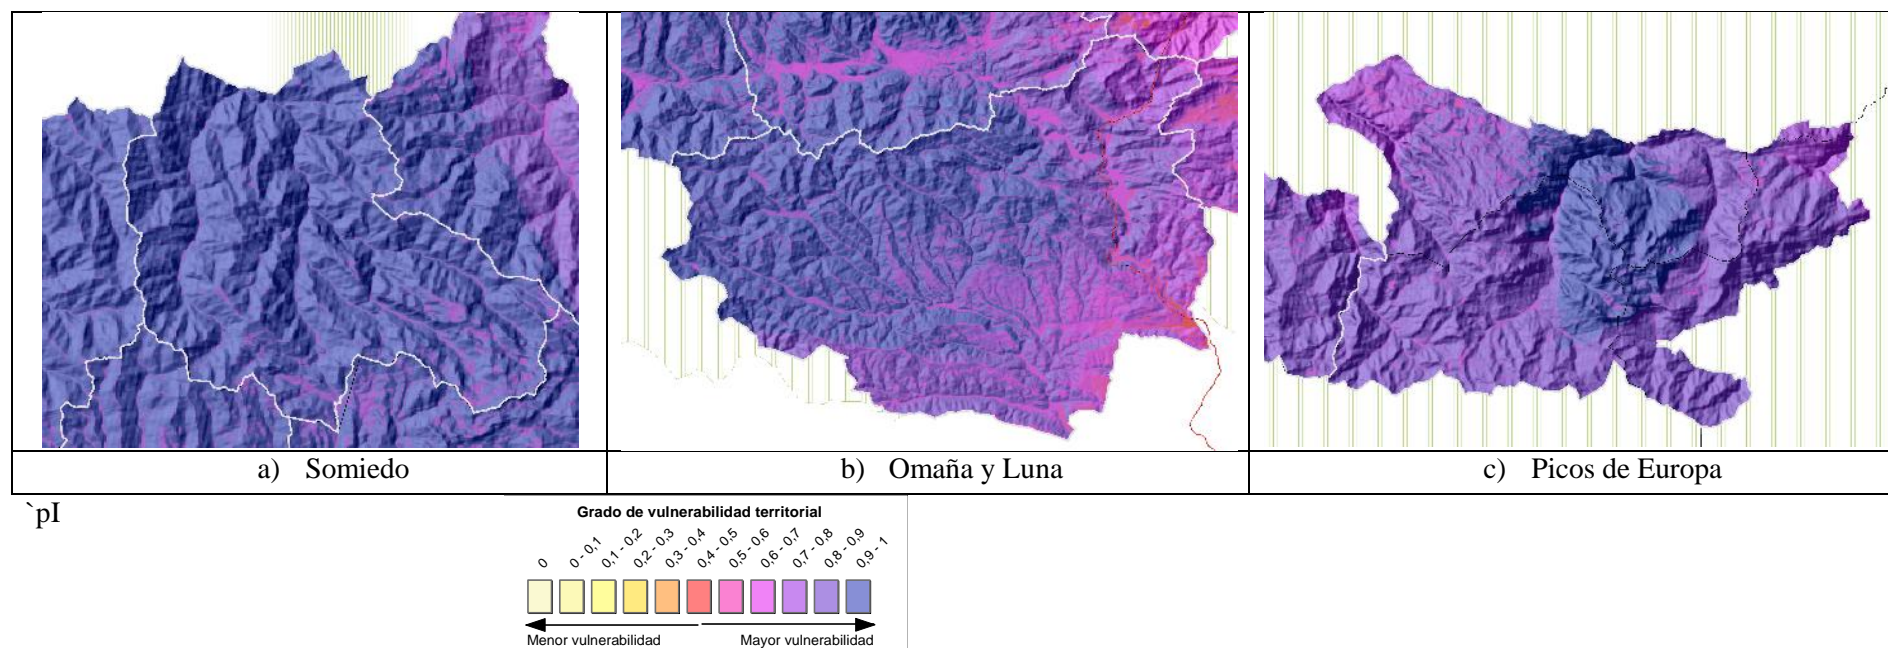 a) Somiedo
b) Omaña y Luna
c) Picos de Europa
`pI
Grado de vulnerabilidad territorial
0
0 - 0,1
0,1 - 0,2
0,2 - 0,3
0,3 - 0,4
0,4 - 0,5
0,5 - 0,6
0,6 - 0,7
0,7 - 0,8
0,8 - 0,9
0,9 - 1
Menor vulnerabilidad Mayor vulnerabilidad